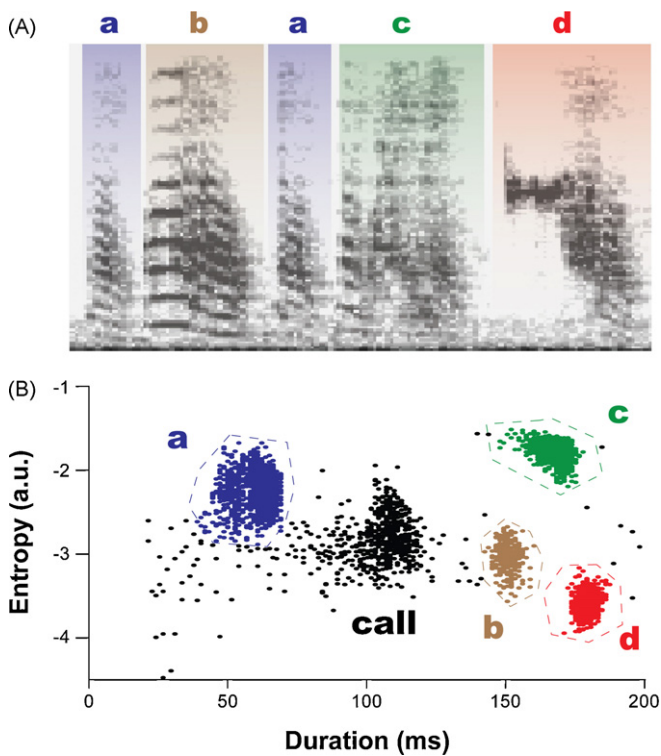 (A) a b a c d
(B)
-1
-2
-3
-4
Entropy (a.u.)
a
c
call
b
d
0 50 100 150 200
Duration (ms)